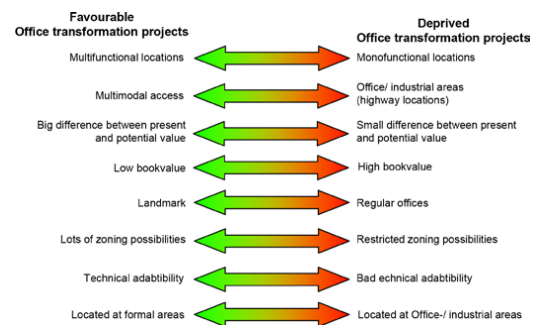 Favourable
Office transformation projects
Deprived
Office transformation projects
Multifunctional locations
Monofunctional locations
Multimodal access
Office/ industrial areas
(highway locations)
Big difference between present
and potential value
Small difference between present
and potential value
Low bookvalue
High bookvalue
Landmark
Regular offices
Lots of zoning possibilities
Restricted zoning possibilities
Technical adabtibility
Bad echnical adabtibility
Located at formal areas
Located at Office-/ industrial areas